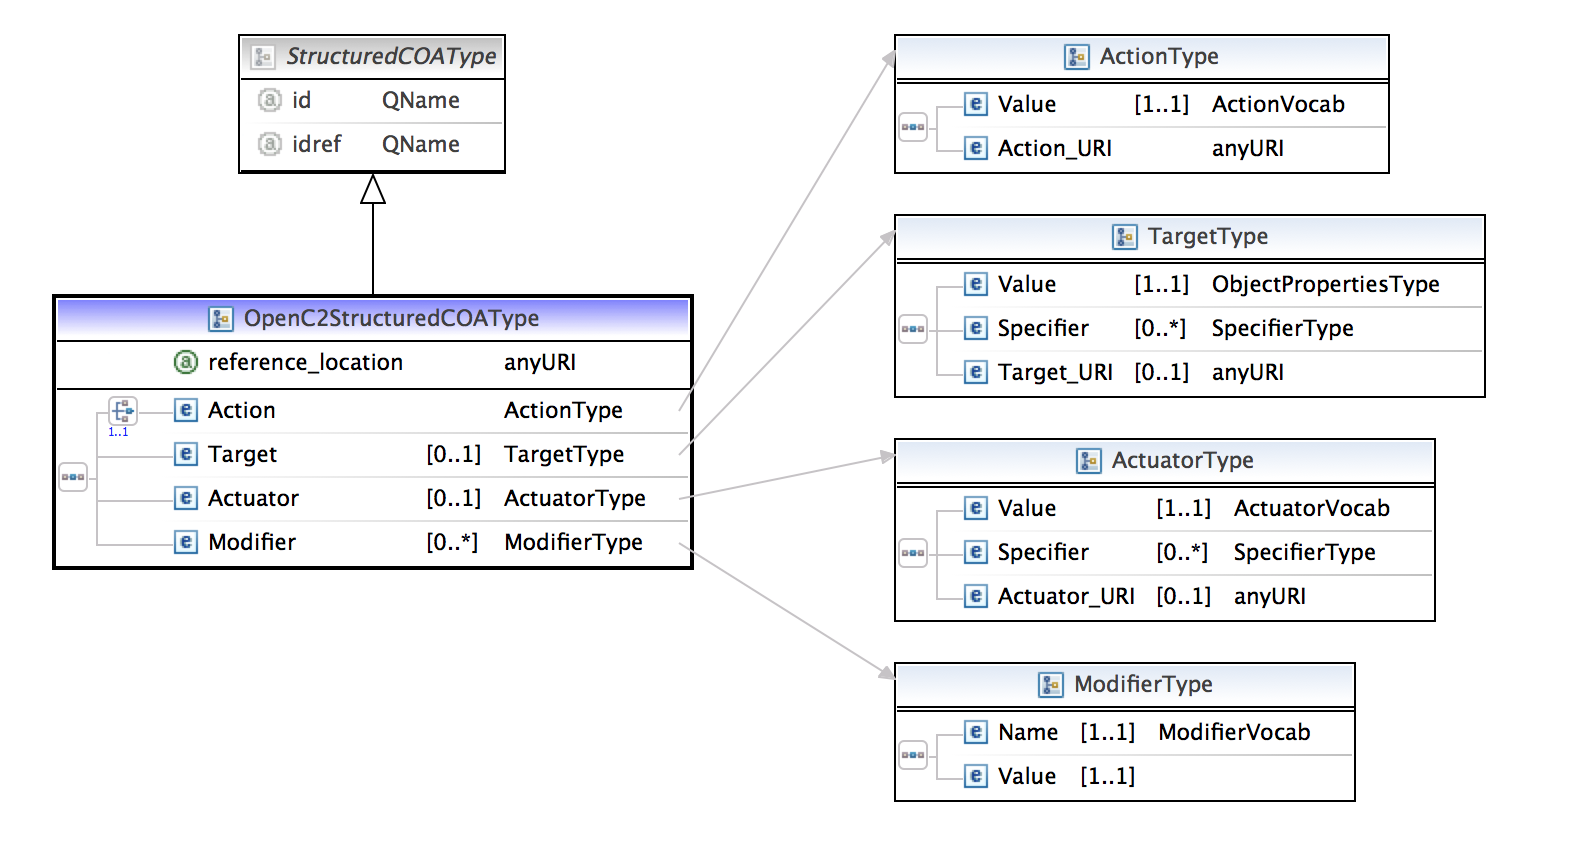 StructuredCOAType
id QName
idref QName
OpenC2StructuredCOAType
reference_location anyURI
Action ActionType
1..1
Target [0..1] TargetType
Actuator [0..1] ActuatorType
Modifier [0..*] ModifierType
ActionType
Value [1..1] ActionVocab
Action_URI anyURI
TargetType
Value [1..1] ObjectPropertiesType
Specifier [0..*] SpecifierType
Target_URI [0..1] anyURI
ActuatorType
Value [1..1] ActuatorVocab
Specifier [0..*] SpecifierType
Actuator_URI [0..1] anyURI
ModifierType
Name [1..1] ModifierVocab
Value [1..1]